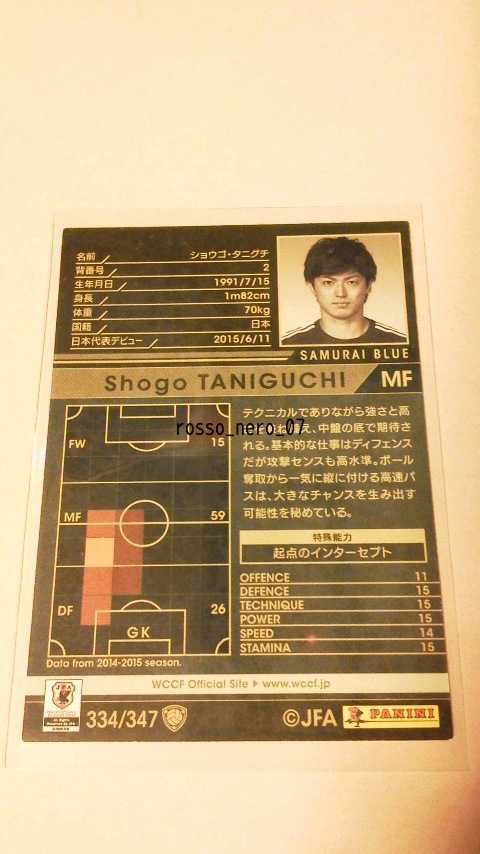 名前 ショウゴ・タニグチ
背番号 2
生年月日 1991/7/15
身長 1m82cm
体重 70kg
国籍 日本
日本代表デビュー 2015/6/11
SAMURAI BLUE
Shogo TANIGUCHI MF
FW 15
MF 59
DF 26
GK
Data from 2014-2015 season.
テクニカルでありながら強さと高
え、中盤の底で期待さ
rosso_nero_07
れる。基本的な仕事はディフェンス
だが攻撃センスも高水準。ボール
奪取から一気に縦に付ける高速パ
スは、大きなチャンスを生み出す
可能性を秘めている。
特殊能力
起点のインターセプト
OFFENCE 11
DEFENCE 15
TECHNIQUE 15
POWER 15
SPEED 14
STAMINA 15
WCCF Official Site www.wccf.jp
JFA
334/347
©JFA
PANINI